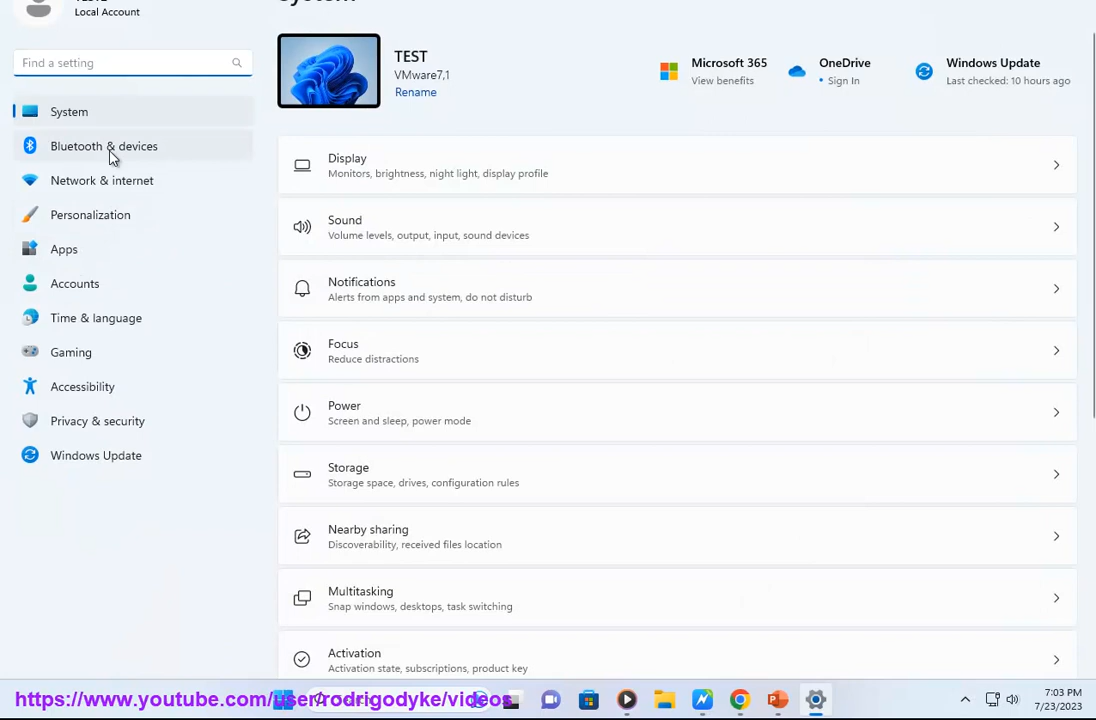 Local Account
Find a setting
System
Bluetooth & devices
Network & internet
Personalization
Apps
Accounts
Time & language
Gaming
Accessibility
Privacy & security
Windows Update
System
TEST
VMware7,1
Rename
Microsoft 365
View benefits
OneDrive
• Sign In
Windows Update
Last checked: 10 hours ago
Display
Monitors, brightness, night light, display profile
Sound
Volume levels, output, input, sound devices
Notifications
Alerts from apps and system, do not disturb
Focus
Reduce distractions
Power
Screen and sleep, power mode
Storage
Storage space, drives, configuration rules
Nearby sharing
Discoverability, received files location
Multitasking
Snap windows, desktops, task switching
Activation
Activation state, subscriptions, product key
https://www.youtube.com/user/rodrigodyke/videos
7:03 PM
7/23/2023